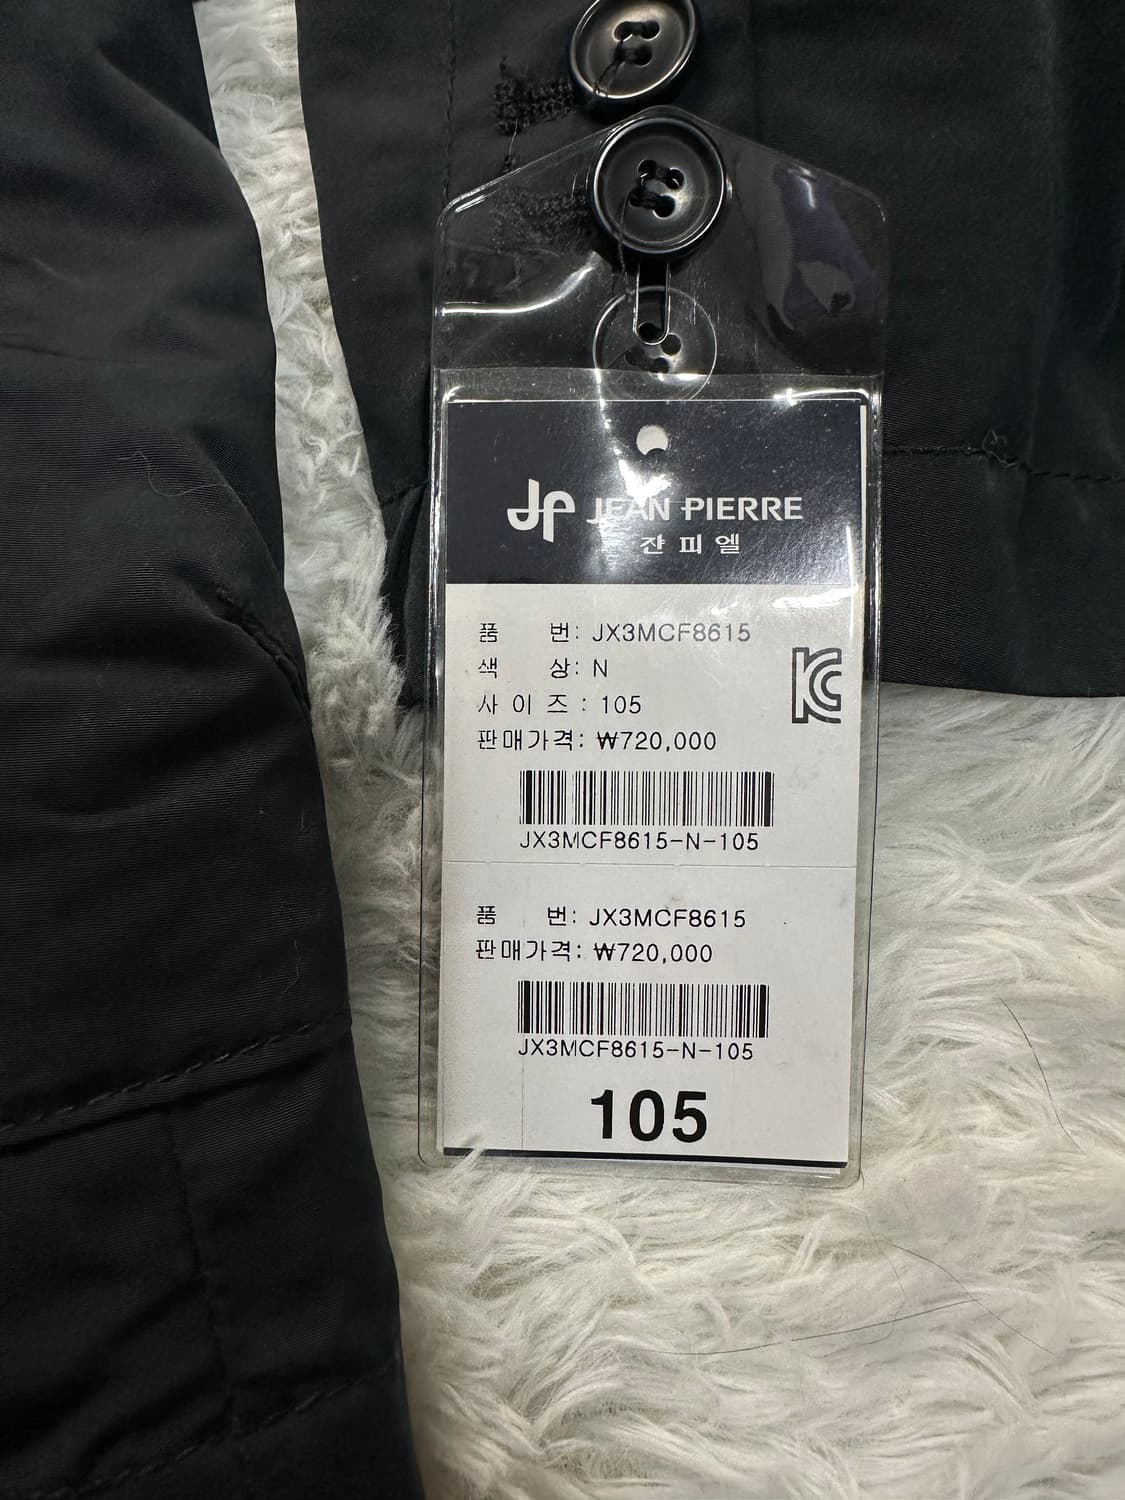 JP JEAN PIERRE
쟌피엘
품 번: JX3MCF8615
색 상: N
사이즈: 105
판매가격: ₩720,000
JX3MCF8615-N-105
품 번: JX3MCF8615
판매가격: ₩720,000
JX3MCF8615-N-105
105